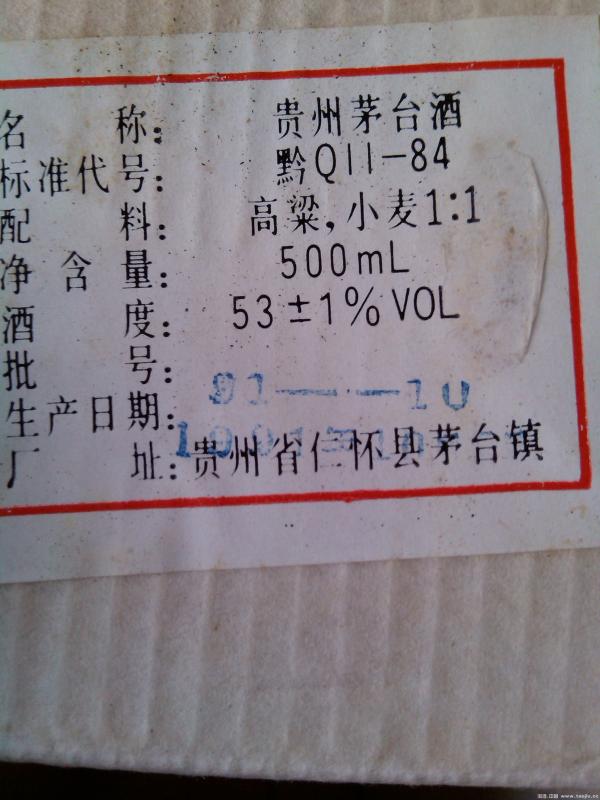 名 称: 贵州茅台酒
标准代号: 黔Q11-84
配 料: 高粱,小麦1:1
净 含 量: 500mL
酒 度: 53±1%VOL
批 号: 91—-10
生产日期:
厂 址: 贵州省仁怀县茅台镇